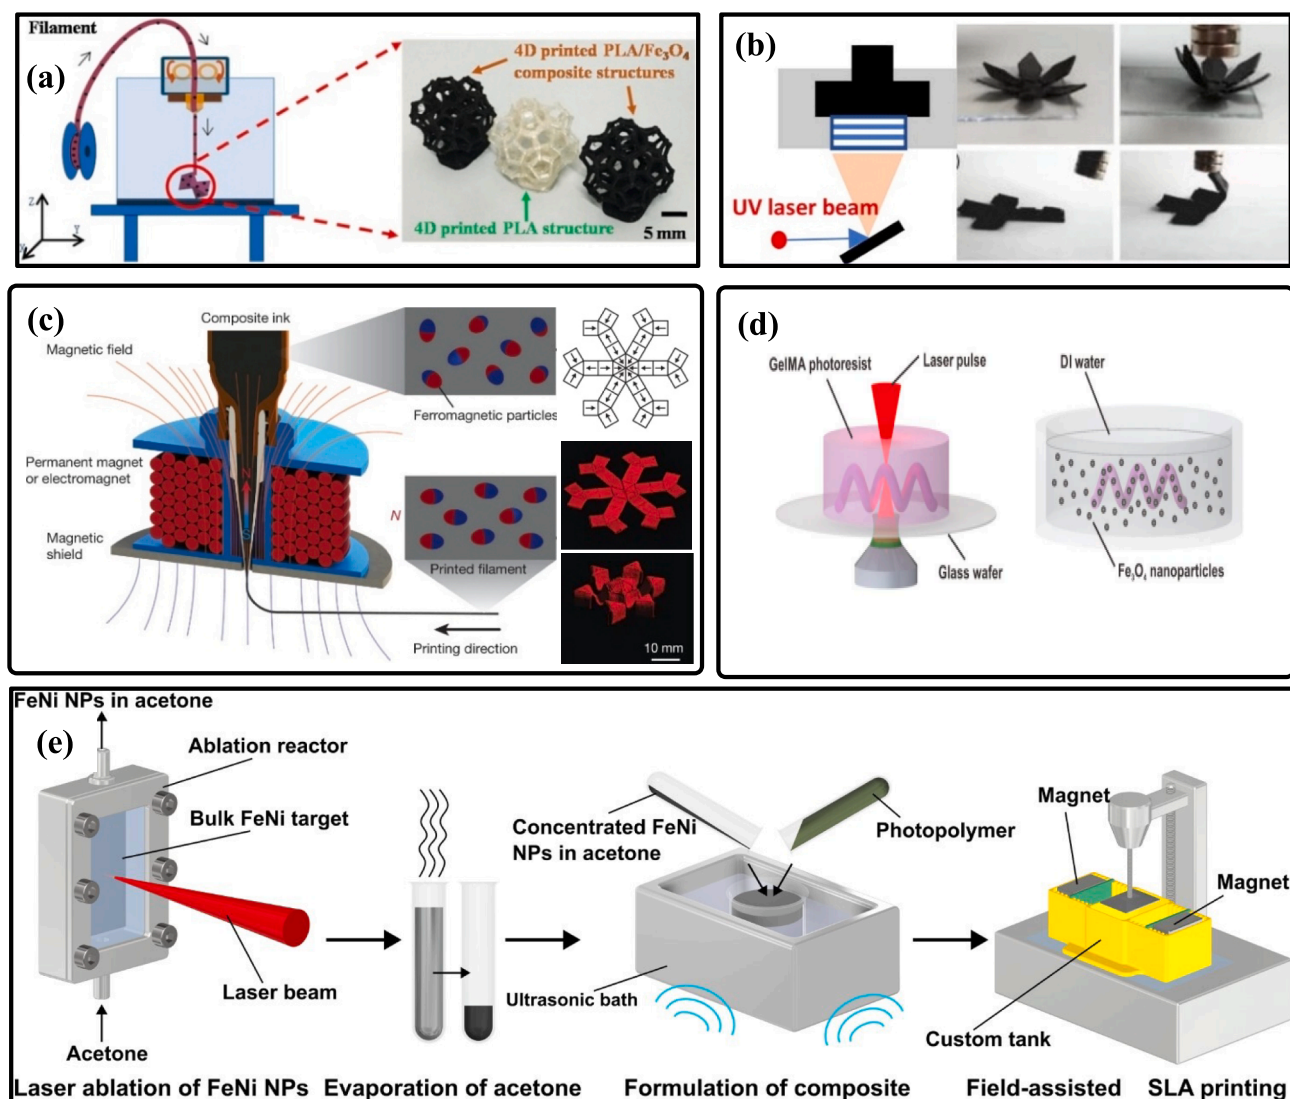 Filament
(a)
4D printed PLA/Fe₃O₄
composite structures
4D printed PLA structure
5 mm
Z
Y
X
(b)
UV laser beam
(c)
Composite ink
Magnetic field
Ferromagnetic particles
Permanent magnet
or electromagnet
N
S
N
Magnetic
shield
Printed filament
Printing direction
10 mm
(d)
GelMA photoresist
Laser pulse
DI water
Glass wafer
Fe₃O₄ nanoparticles
FeNi NPs in acetone
(e)
Ablation reactor
Bulk FeNi target
Laser beam
Acetone
Laser ablation of FeNi NPs
Evaporation of acetone
Concentrated FeNi
NPs in acetone
Photopolymer
Ultrasonic bath
Formulation of composite
Magnet
Magnet
Custom tank
Field-assisted SLA printing